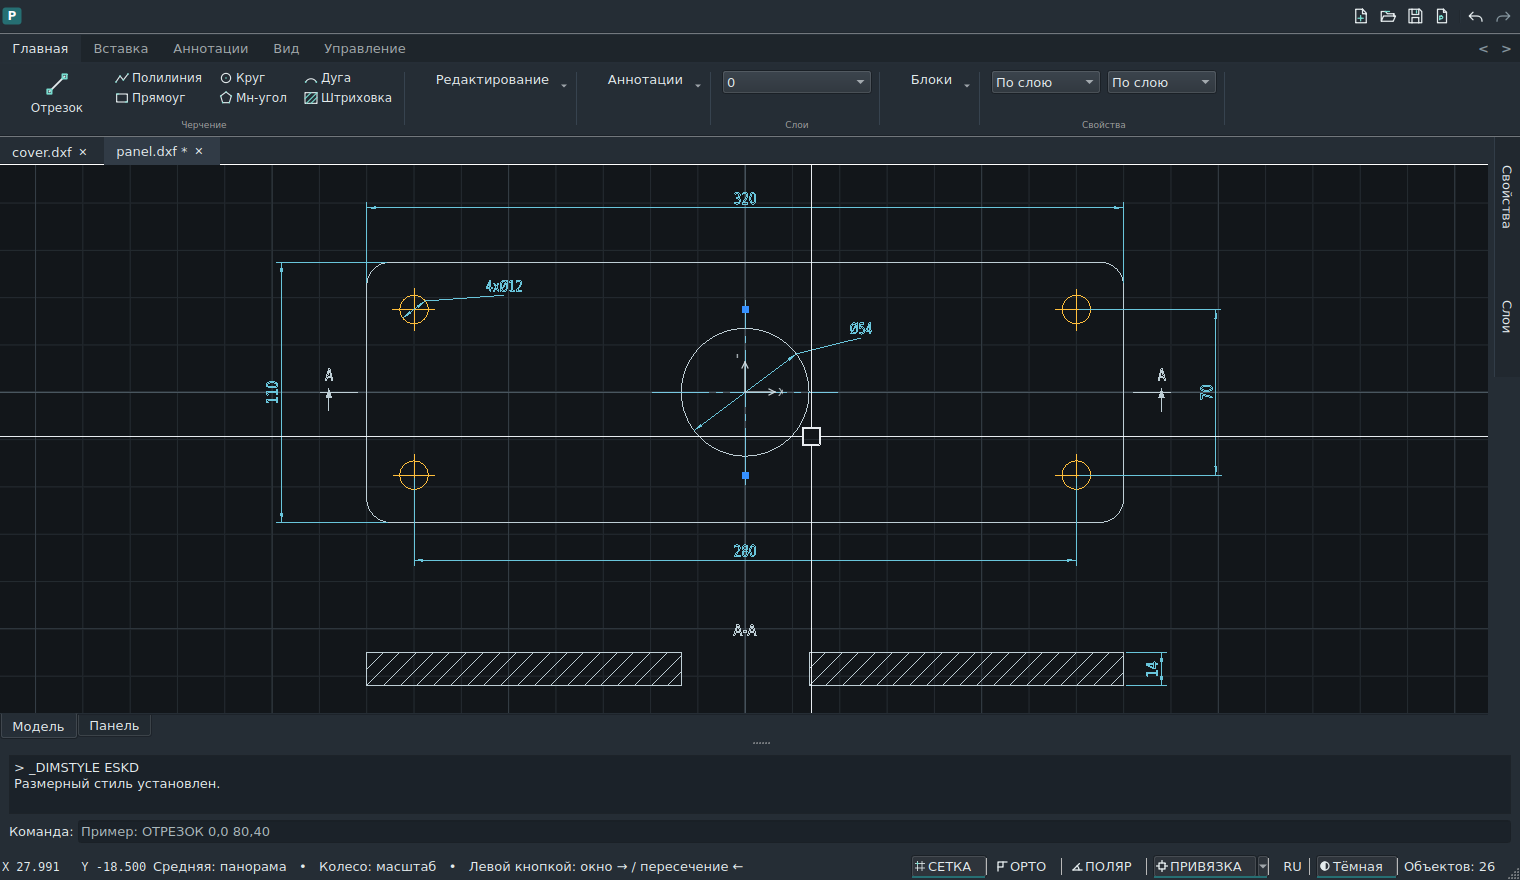 P
Главная Вставка Аннотации Вид Управление < >
Отрезок
Полилиния Круг Дуга
Прямоуг Мн-угол Штриховка
Черчение
Редактирование
Аннотации
0
Слои
Блоки
По слою По слою
Свойства
cover.dxf × panel.dxf * ×
Свойства
Слои
320
4xØ12
Ø54
A
A
110
70
X
280
A-A
14
Модель Панель
> _DIMSTYLE ESKD
Размерный стиль установлен.
Команда: Пример: ОТРЕЗОК 0,0 80,40
X 27.991 Y -18.500 Средняя: панорама • Колесо: масштаб • Левой кнопкой: окно → / пересечение ← СЕТКА ОРТО ПОЛЯР ПРИВЯЗКА RU Тёмная Объектов: 26